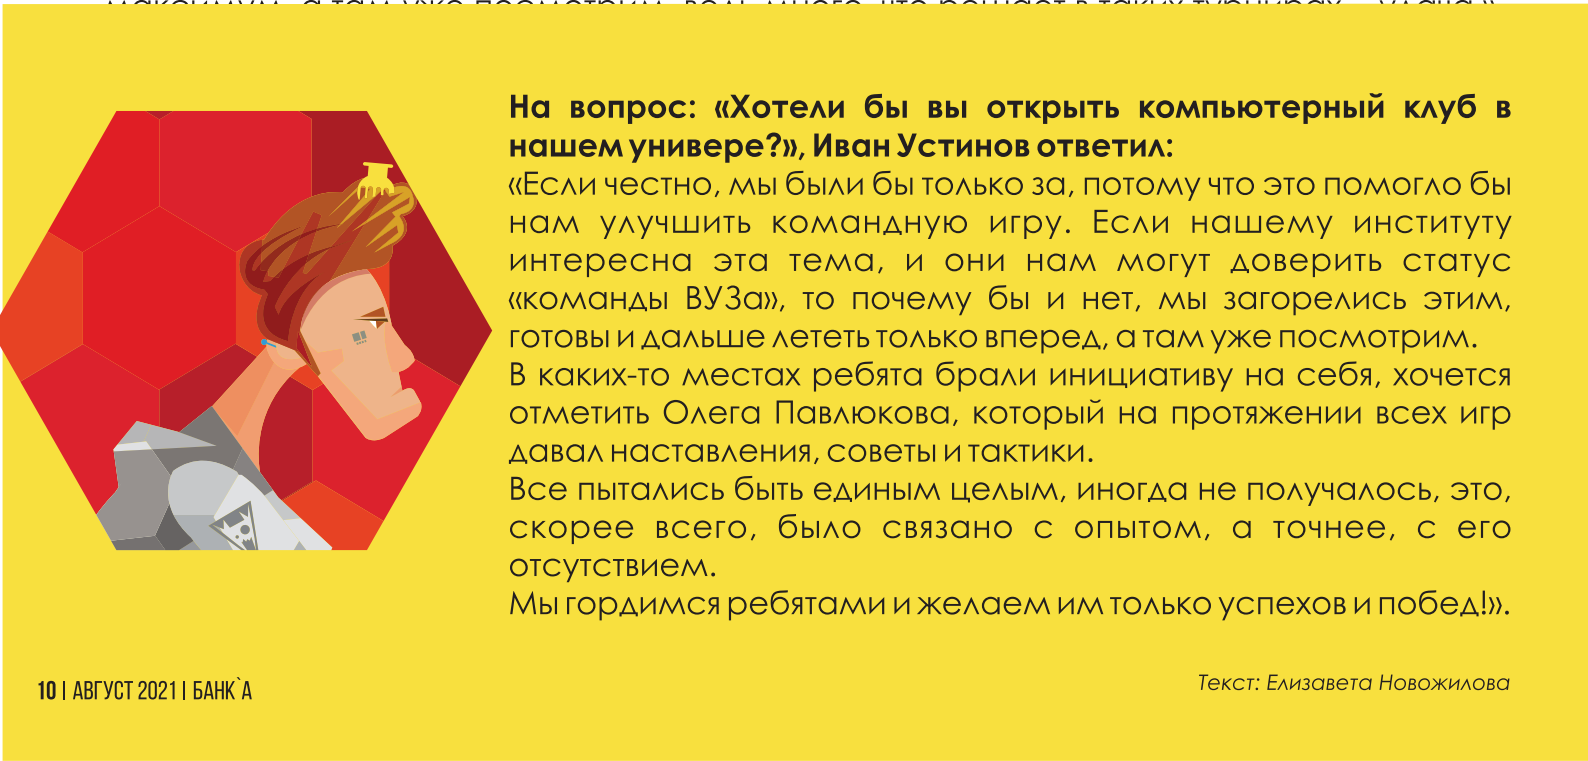 На вопрос: «Хотели бы вы открыть компьютерный клуб в
нашем универе?», Иван Устинов ответил:
«Если честно, мы были бы только за, потому что это помогло бы
нам улучшить командную игру. Если нашему институту
интересна эта тема, и они нам могут доверить статус
«команды ВУЗа», то почему бы и нет, мы загорелись этим,
готовы и дальше лететь только вперед, а там уже посмотрим.
В каких-то местах ребята брали инициативу на себя, хочется
отметить Олега Павлюкова, который на протяжении всех игр
давал наставления, советы и тактики.
Все пытались быть единым целым, иногда не получалось, это,
скорее всего, было связано с опытом, а точнее, с его
отсутствием.
Мы гордимся ребятами и желаем им только успехов и побед!».
Текст: Елизавета Новожилова
10 | АВГУСТ 2021 | БАНК`А